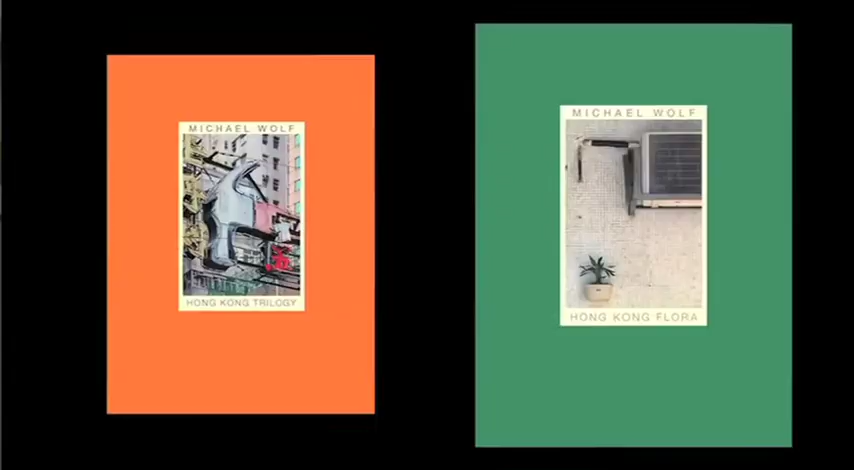 MICHAEL WOLF
HONG KONG TRILOGY
MICHAEL WOLF
HONG KONG FLORA